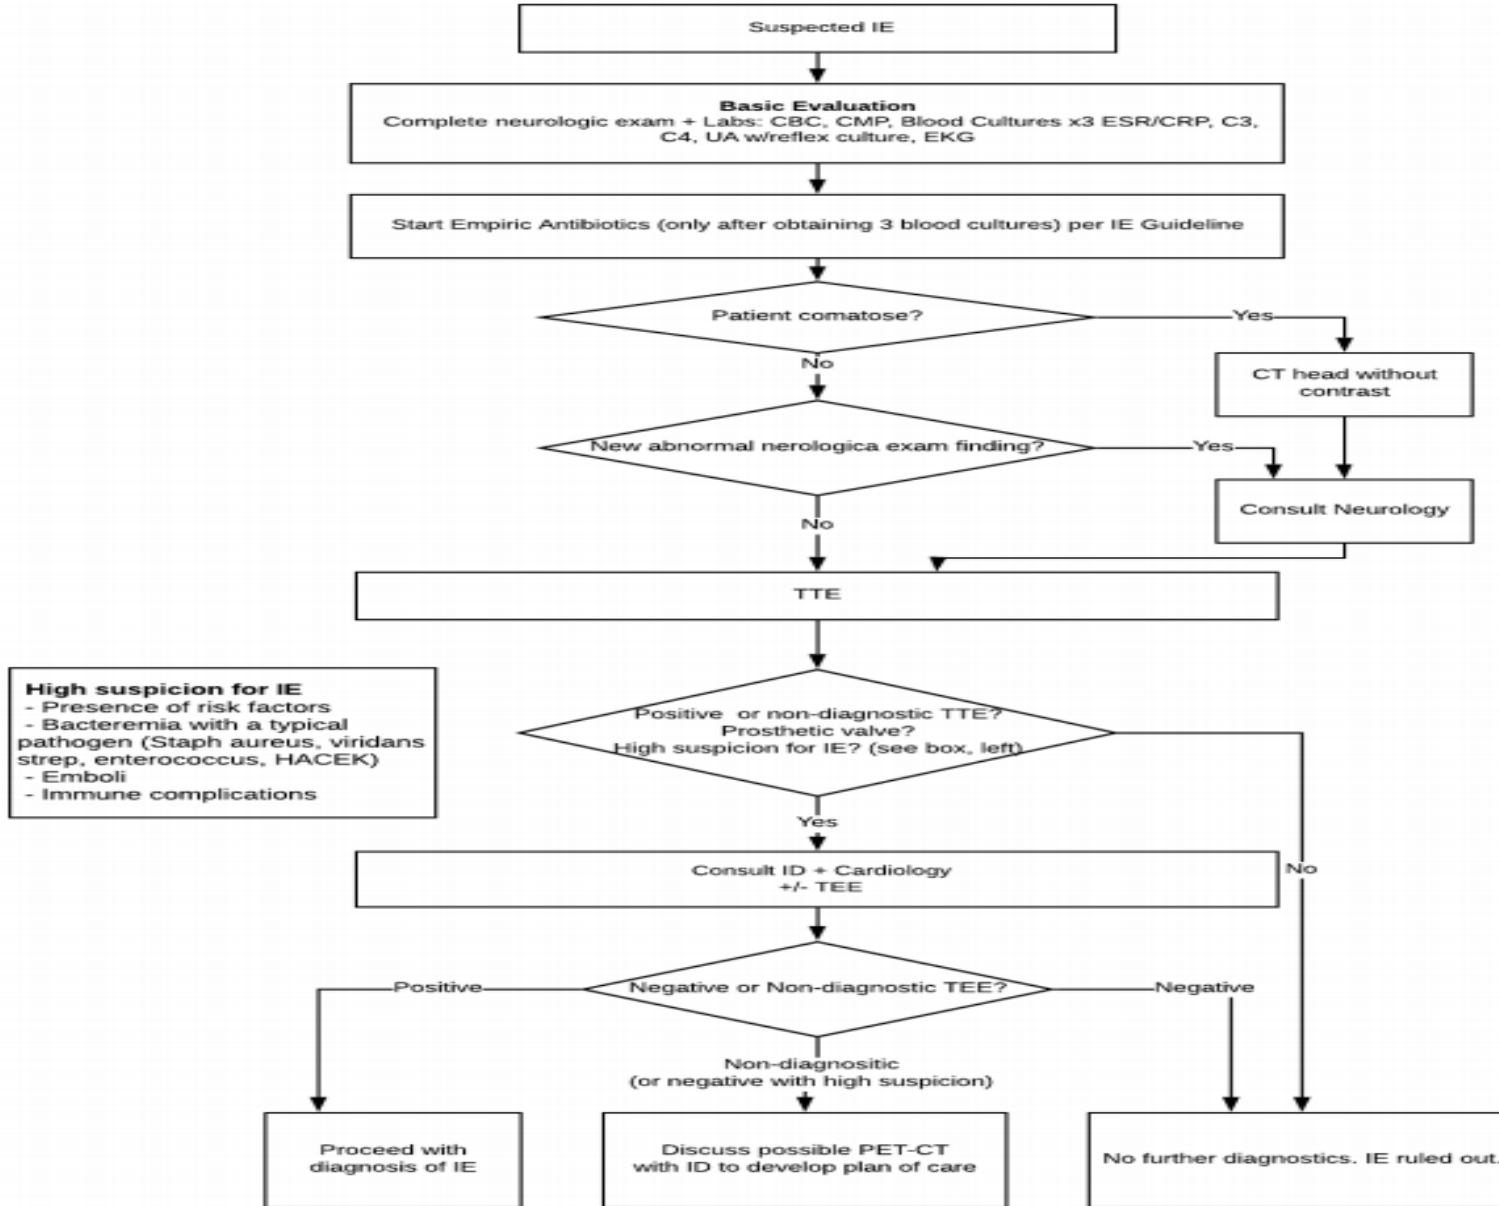 Suspected IE
Basic Evaluation
Complete neurologic exam + Labs: CBC, CMP, Blood Cultures x3 ESR/CRP, C3,
C4, UA w/reflex culture, EKG
Start Empiric Antibiotics (only after obtaining 3 blood cultures) per IE Guideline
Patient comatose?
Yes
No
CT head without
contrast
New abnormal nerologica exam finding?
Yes
Consult Neurology
No
TTE
High suspicion for IE
- Presence of risk factors
- Bacteremia with a typical
pathogen (Staph aureus, viridans
strep, enterococcus, HACEK)
- Emboli
- Immune complications
Positive or non-diagnostic TTE?
Prosthetic valve?
High suspicion for IE? (see box, left)
Yes
No
Consult ID + Cardiology
+/- TEE
Positive
Negative or Non-diagnostic TEE?
Negative
Non-diagnositic
(or negative with high suspicion)
Proceed with
diagnosis of IE
Discuss possible PET-CT
with ID to develop plan of care
No further diagnostics. IE ruled out.